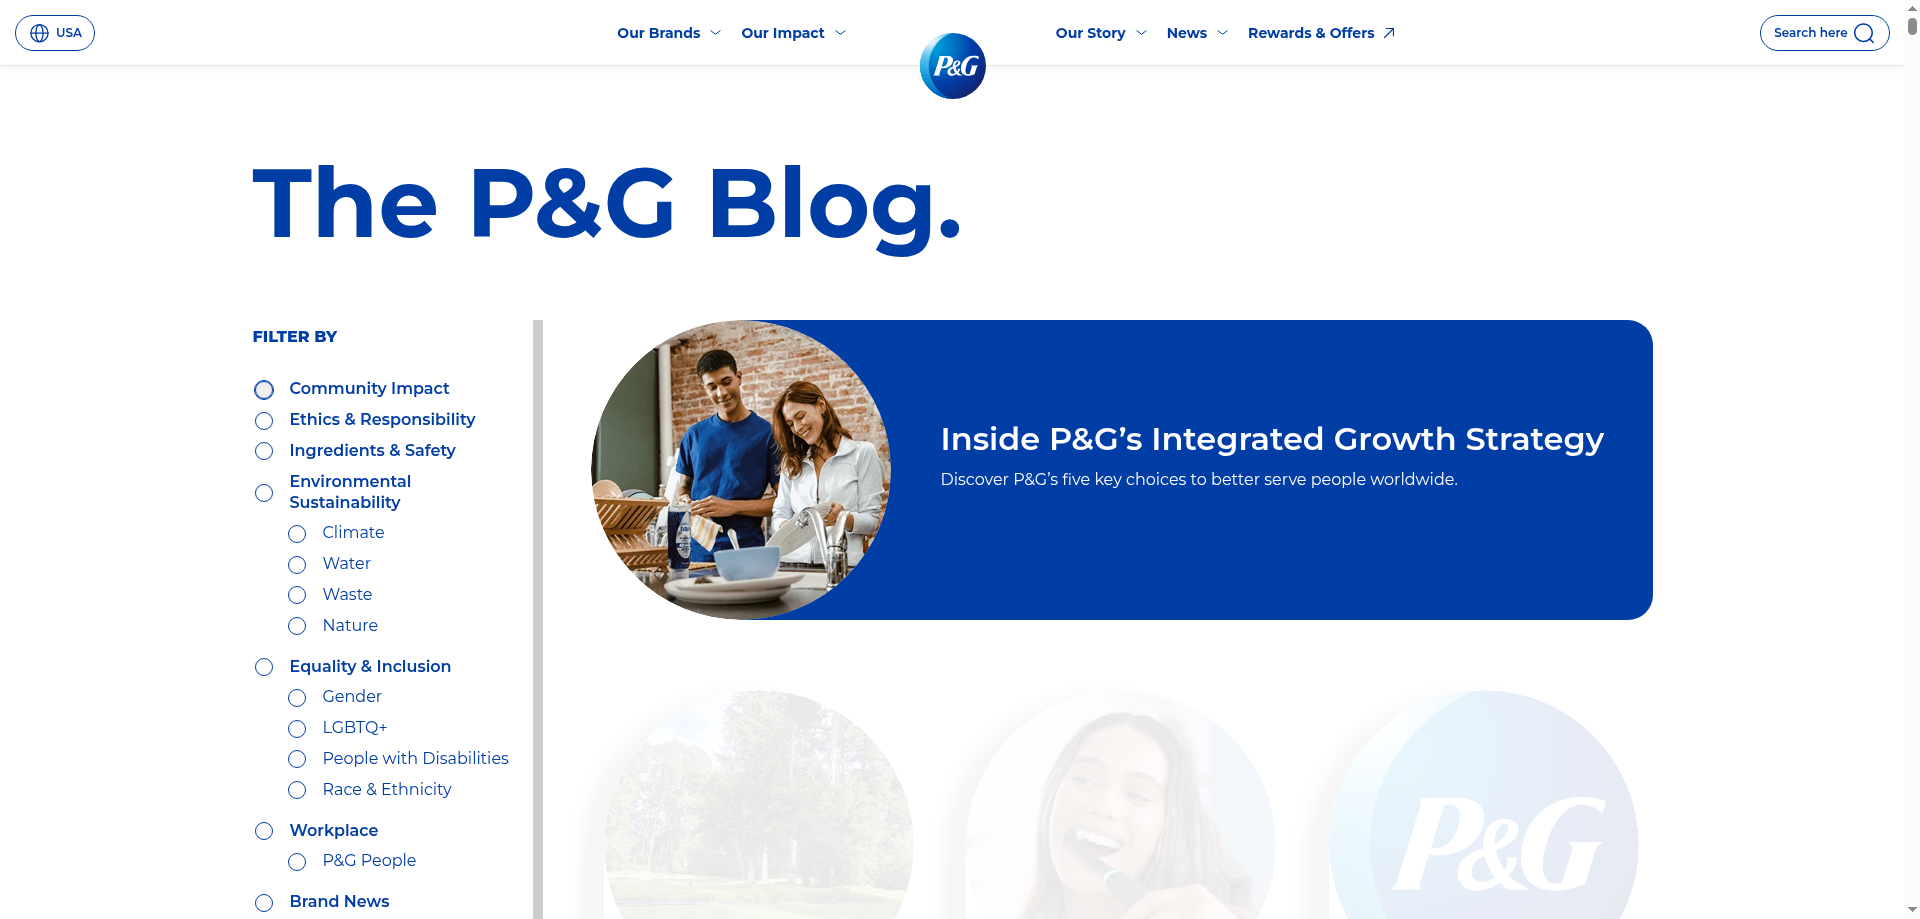 USA
Our Brands
Our Impact
P&G
Our Story
News
Rewards & Offers
Search here
The P&G Blog.
FILTER BY
Community Impact
Ethics & Responsibility
Ingredients & Safety
Environmental
Sustainability
Climate
Water
Waste
Nature
Equality & Inclusion
Gender
LGBTQ+
People with Disabilities
Race & Ethnicity
Workplace
P&G People
Brand News
Inside P&G’s Integrated Growth Strategy
Discover P&G’s five key choices to better serve people worldwide.
P&G